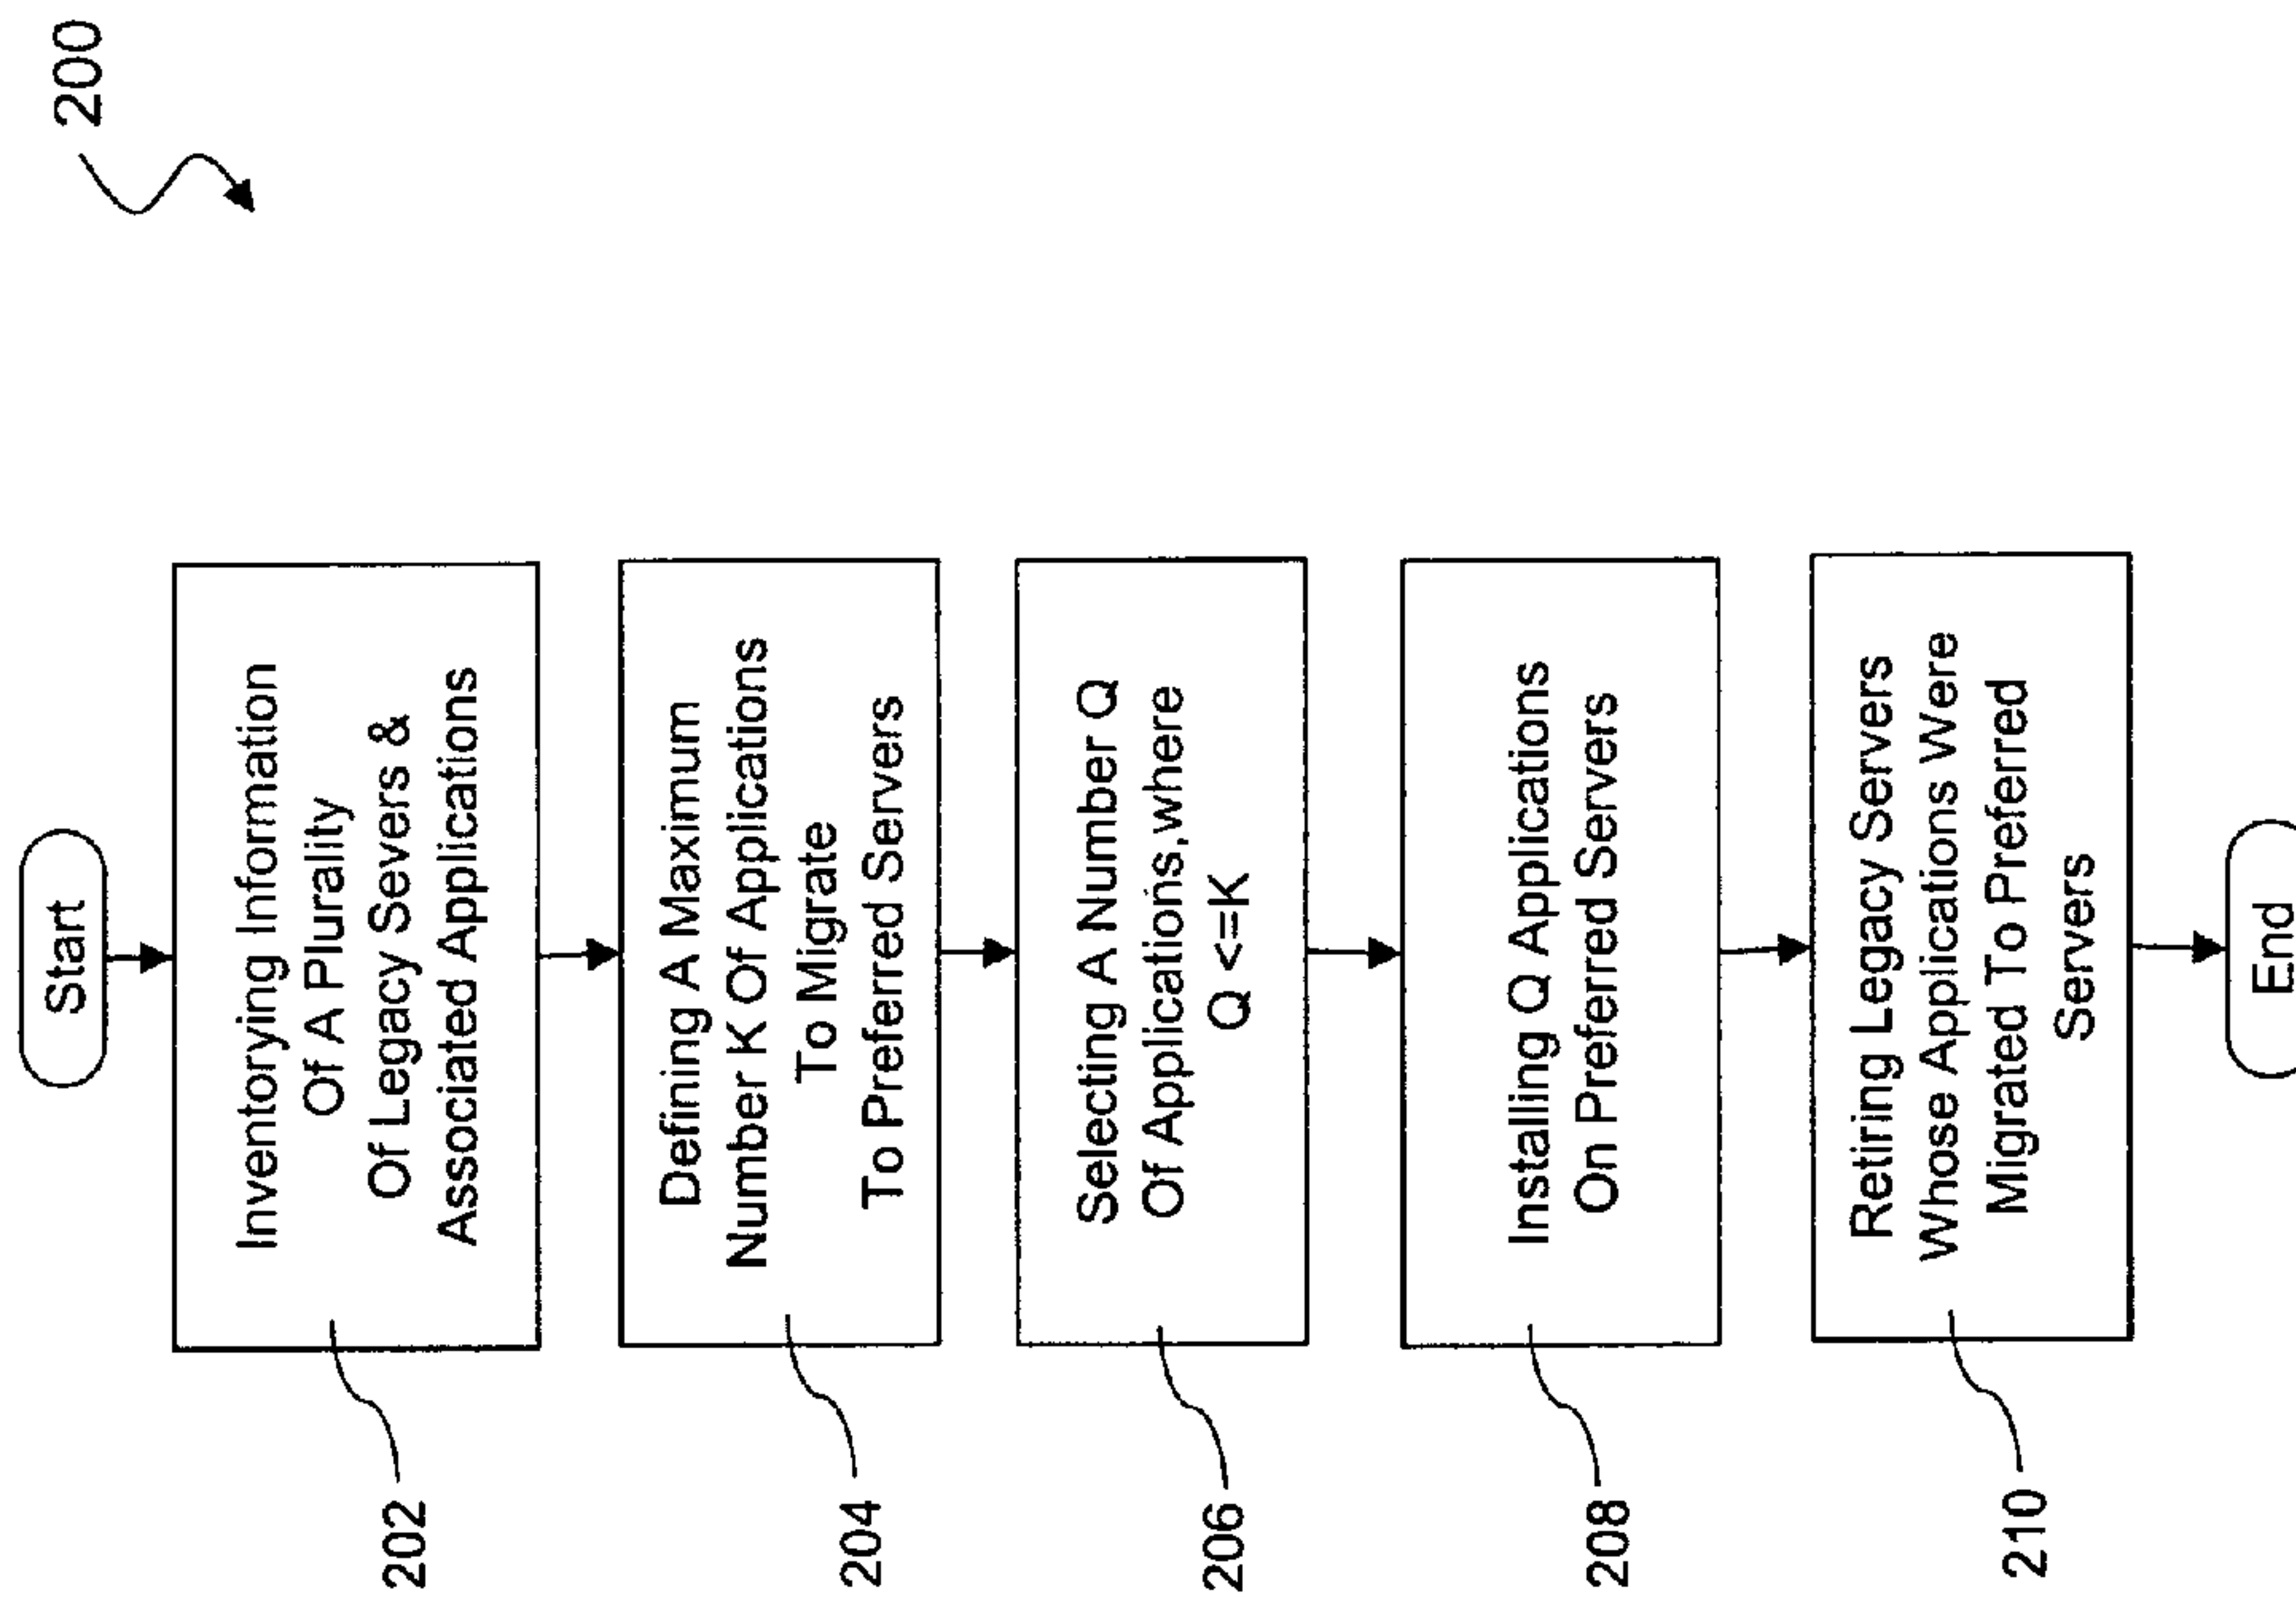 200
Start
Inventorying Information
Of A Plurality
Of Legacy Severs &
Associated Applications
202
Defining A Maximum
Number K Of Applications
To Migrate
To Preferred Servers
204
Selecting A Number Q
Of Applications,where
Q <=K
206
Installing Q Applications
On Preferred Servers
208
Retiring Legacy Servers
Whose Applications Were
Migrated To Preferred
Servers
210
End